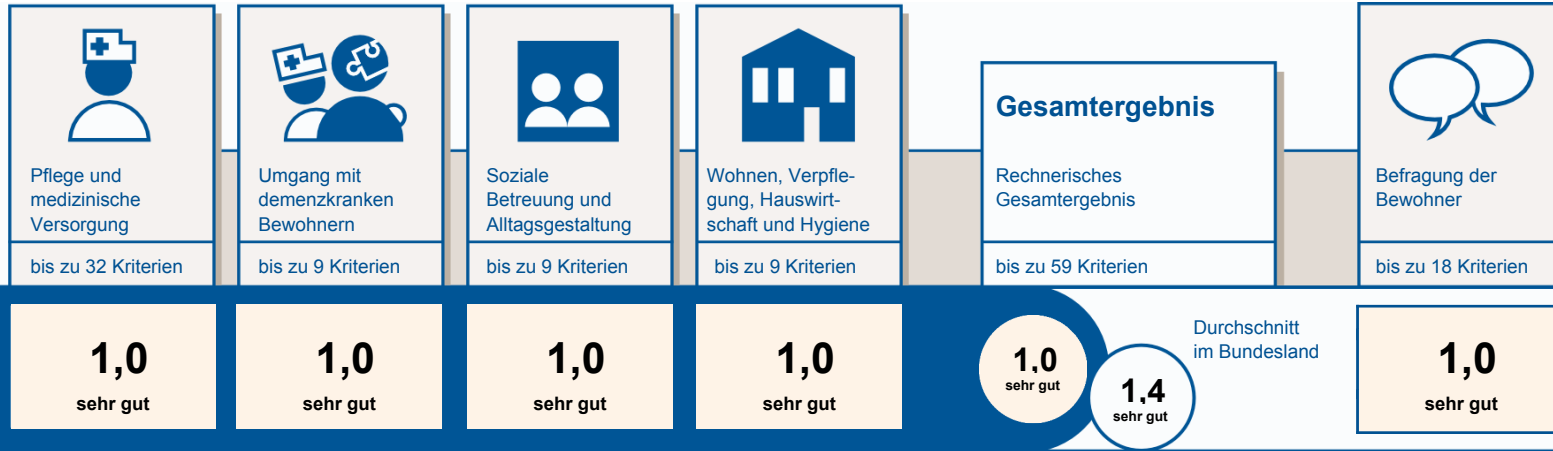 Pflege und
medizinische
Versorgung
bis zu 32 Kriterien
1,0
sehr gut
Umgang mit
demenzkranken
Bewohnern
bis zu 9 Kriterien
1,0
sehr gut
Soziale
Betreuung und
Alltagsgestaltung
bis zu 9 Kriterien
1,0
sehr gut
Wohnen, Verpfle-
gung, Hauswirt-
schaft und Hygiene
bis zu 9 Kriterien
1,0
sehr gut
Gesamtergebnis
Rechnerisches
Gesamtergebnis
bis zu 59 Kriterien
1,0
sehr gut
1,4
sehr gut
Durchschnitt
im Bundesland
Befragung der
Bewohner
bis zu 18 Kriterien
1,0
sehr gut